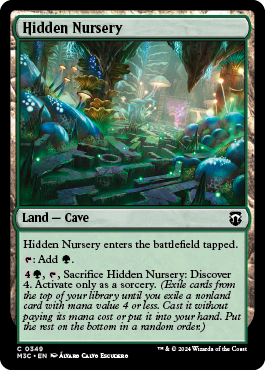 Hidden Nursery
Land — Cave
Hidden Nursery enters the battlefield tapped.
: Add .
4, , Sacrifice Hidden Nursery: Discover
4. Activate only as a sorcery. (Exile cards from
the top of your library until you exile a nonland
card with mana value 4 or less. Cast it without
paying its mana cost or put it into your hand. Put
the rest on the bottom in a random order.)
C 0349
M3C • EN Álvaro Calvo Escudero
™ & © 2024 Wizards of the Coast